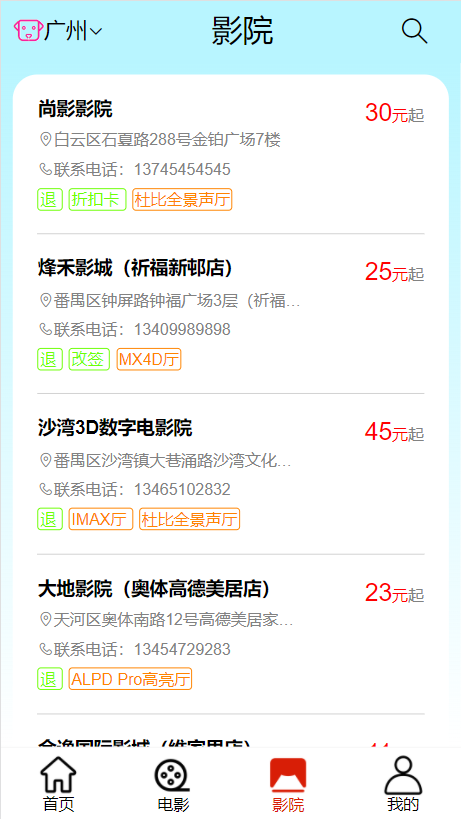 广州
影院
尚影影院
30元起
白云区石夏路288号金铂广场7楼
联系电话：13745454545
退 折扣卡 杜比全景声厅
烽禾影城（祈福新邨店）
25元起
番禺区钟屏路钟福广场3层（祈福...
联系电话：13409989898
退 改签 MX4D厅
沙湾3D数字电影院
45元起
番禺区沙湾镇大巷涌路沙湾文化...
联系电话：13465102832
退 IMAX厅 杜比全景声厅
大地影院（奥体高德美居店）
23元起
天河区奥体南路12号高德美居家...
联系电话：13454729283
退 ALPD Pro高亮厅
首页 电影 影院 我的